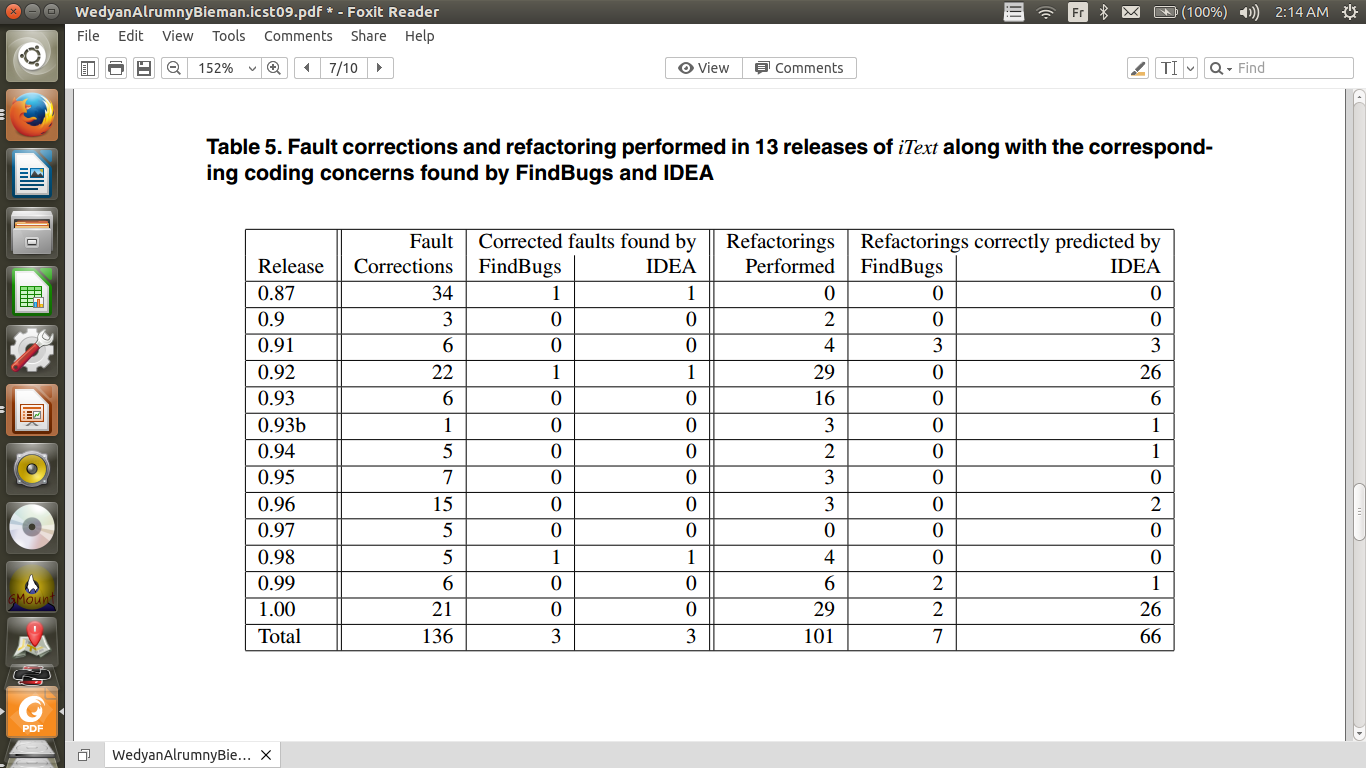 WedyanAlrumnyBieman.icst09.pdf * - Foxit Reader
Fr
(100%)
2:14 AM
File Edit View Tools Comments Share Help
152%
7/10
View
Comments
Find
Table 5. Fault corrections and refactoring performed in 13 releases of iText along with the correspond-
ing coding concerns found by FindBugs and IDEA
Fault Corrected faults found by Refactorings Refactorings correctly predicted by
Release Corrections FindBugs IDEA Performed FindBugs IDEA
0.87 34 1 1 0 0 0
0.9 3 0 0 2 0 0
0.91 6 0 0 4 3 3
0.92 22 1 1 29 0 26
0.93 6 0 0 16 0 6
0.93b 1 0 0 3 0 1
0.94 5 0 0 2 0 1
0.95 7 0 0 3 0 0
0.96 15 0 0 3 0 2
0.97 5 0 0 0 0 0
0.98 5 1 1 4 0 0
0.99 6 0 0 6 2 1
1.00 21 0 0 29 2 26
Total 136 3 3 101 7 66
GMount
PDF
WedyanAlrumnyBie...